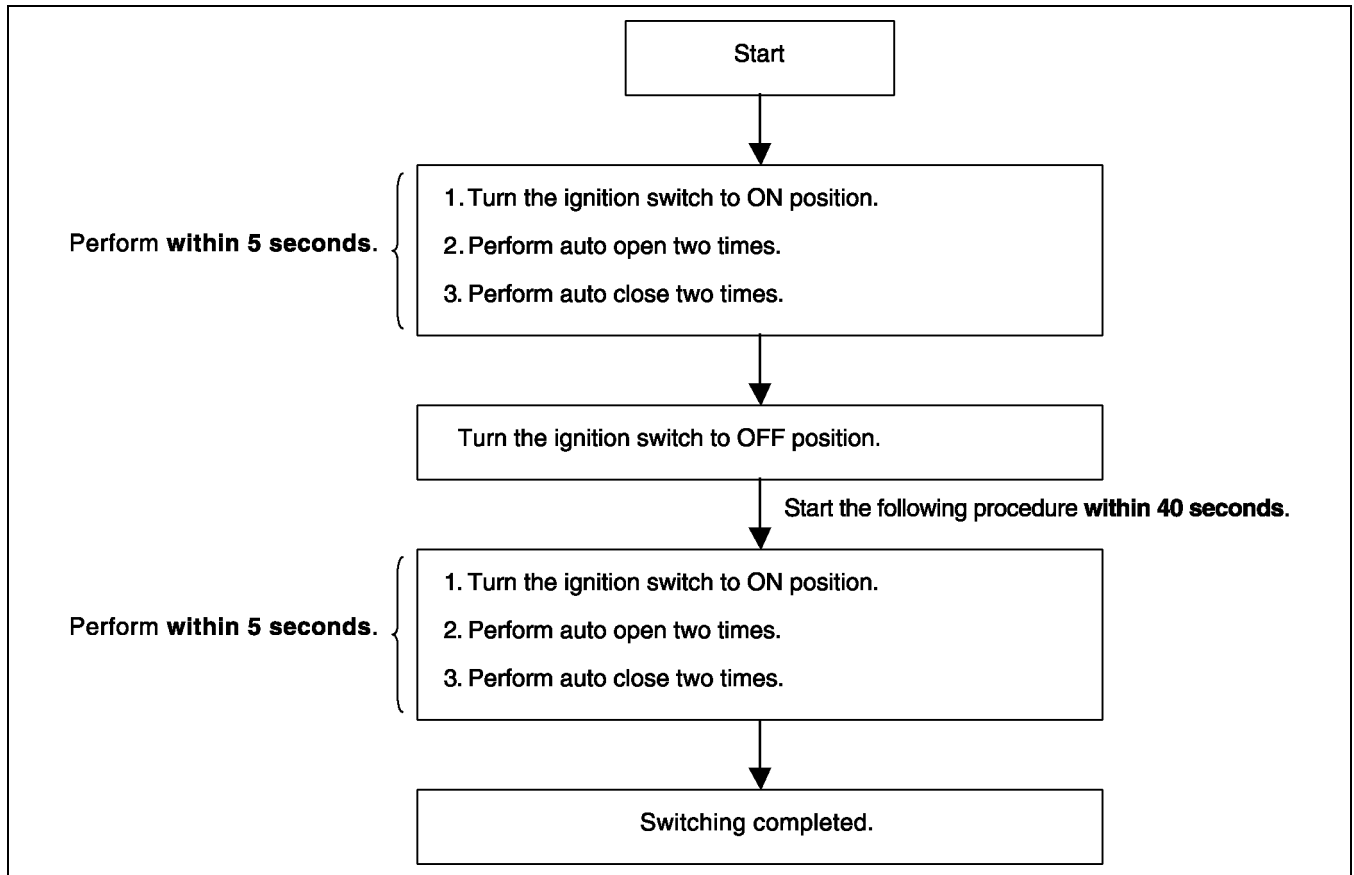 Start
Perform within 5 seconds.
1. Turn the ignition switch to ON position.
2. Perform auto open two times.
3. Perform auto close two times.
Turn the ignition switch to OFF position.
Start the following procedure within 40 seconds.
Perform within 5 seconds.
1. Turn the ignition switch to ON position.
2. Perform auto open two times.
3. Perform auto close two times.
Switching completed.